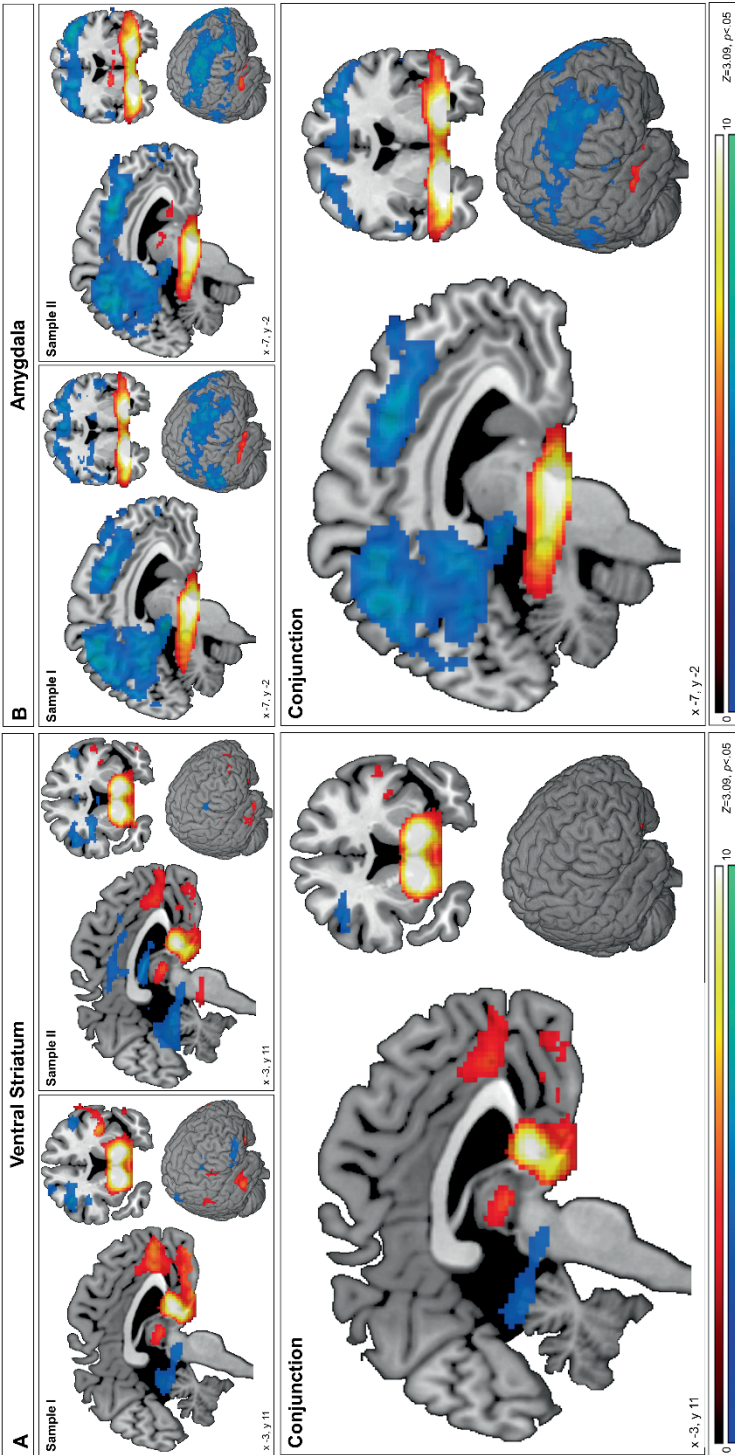 A
Ventral Striatum
Sample I
x -3, y 11
Sample II
x -3, y 11
Conjunction
x -3, y 11
0
10
Z=3.09, p<.05
B
Amygdala
Sample I
x -7, y -2
Sample II
x -7, y -2
Conjunction
x -7, y -2
0
10
Z=3.09, p<.05